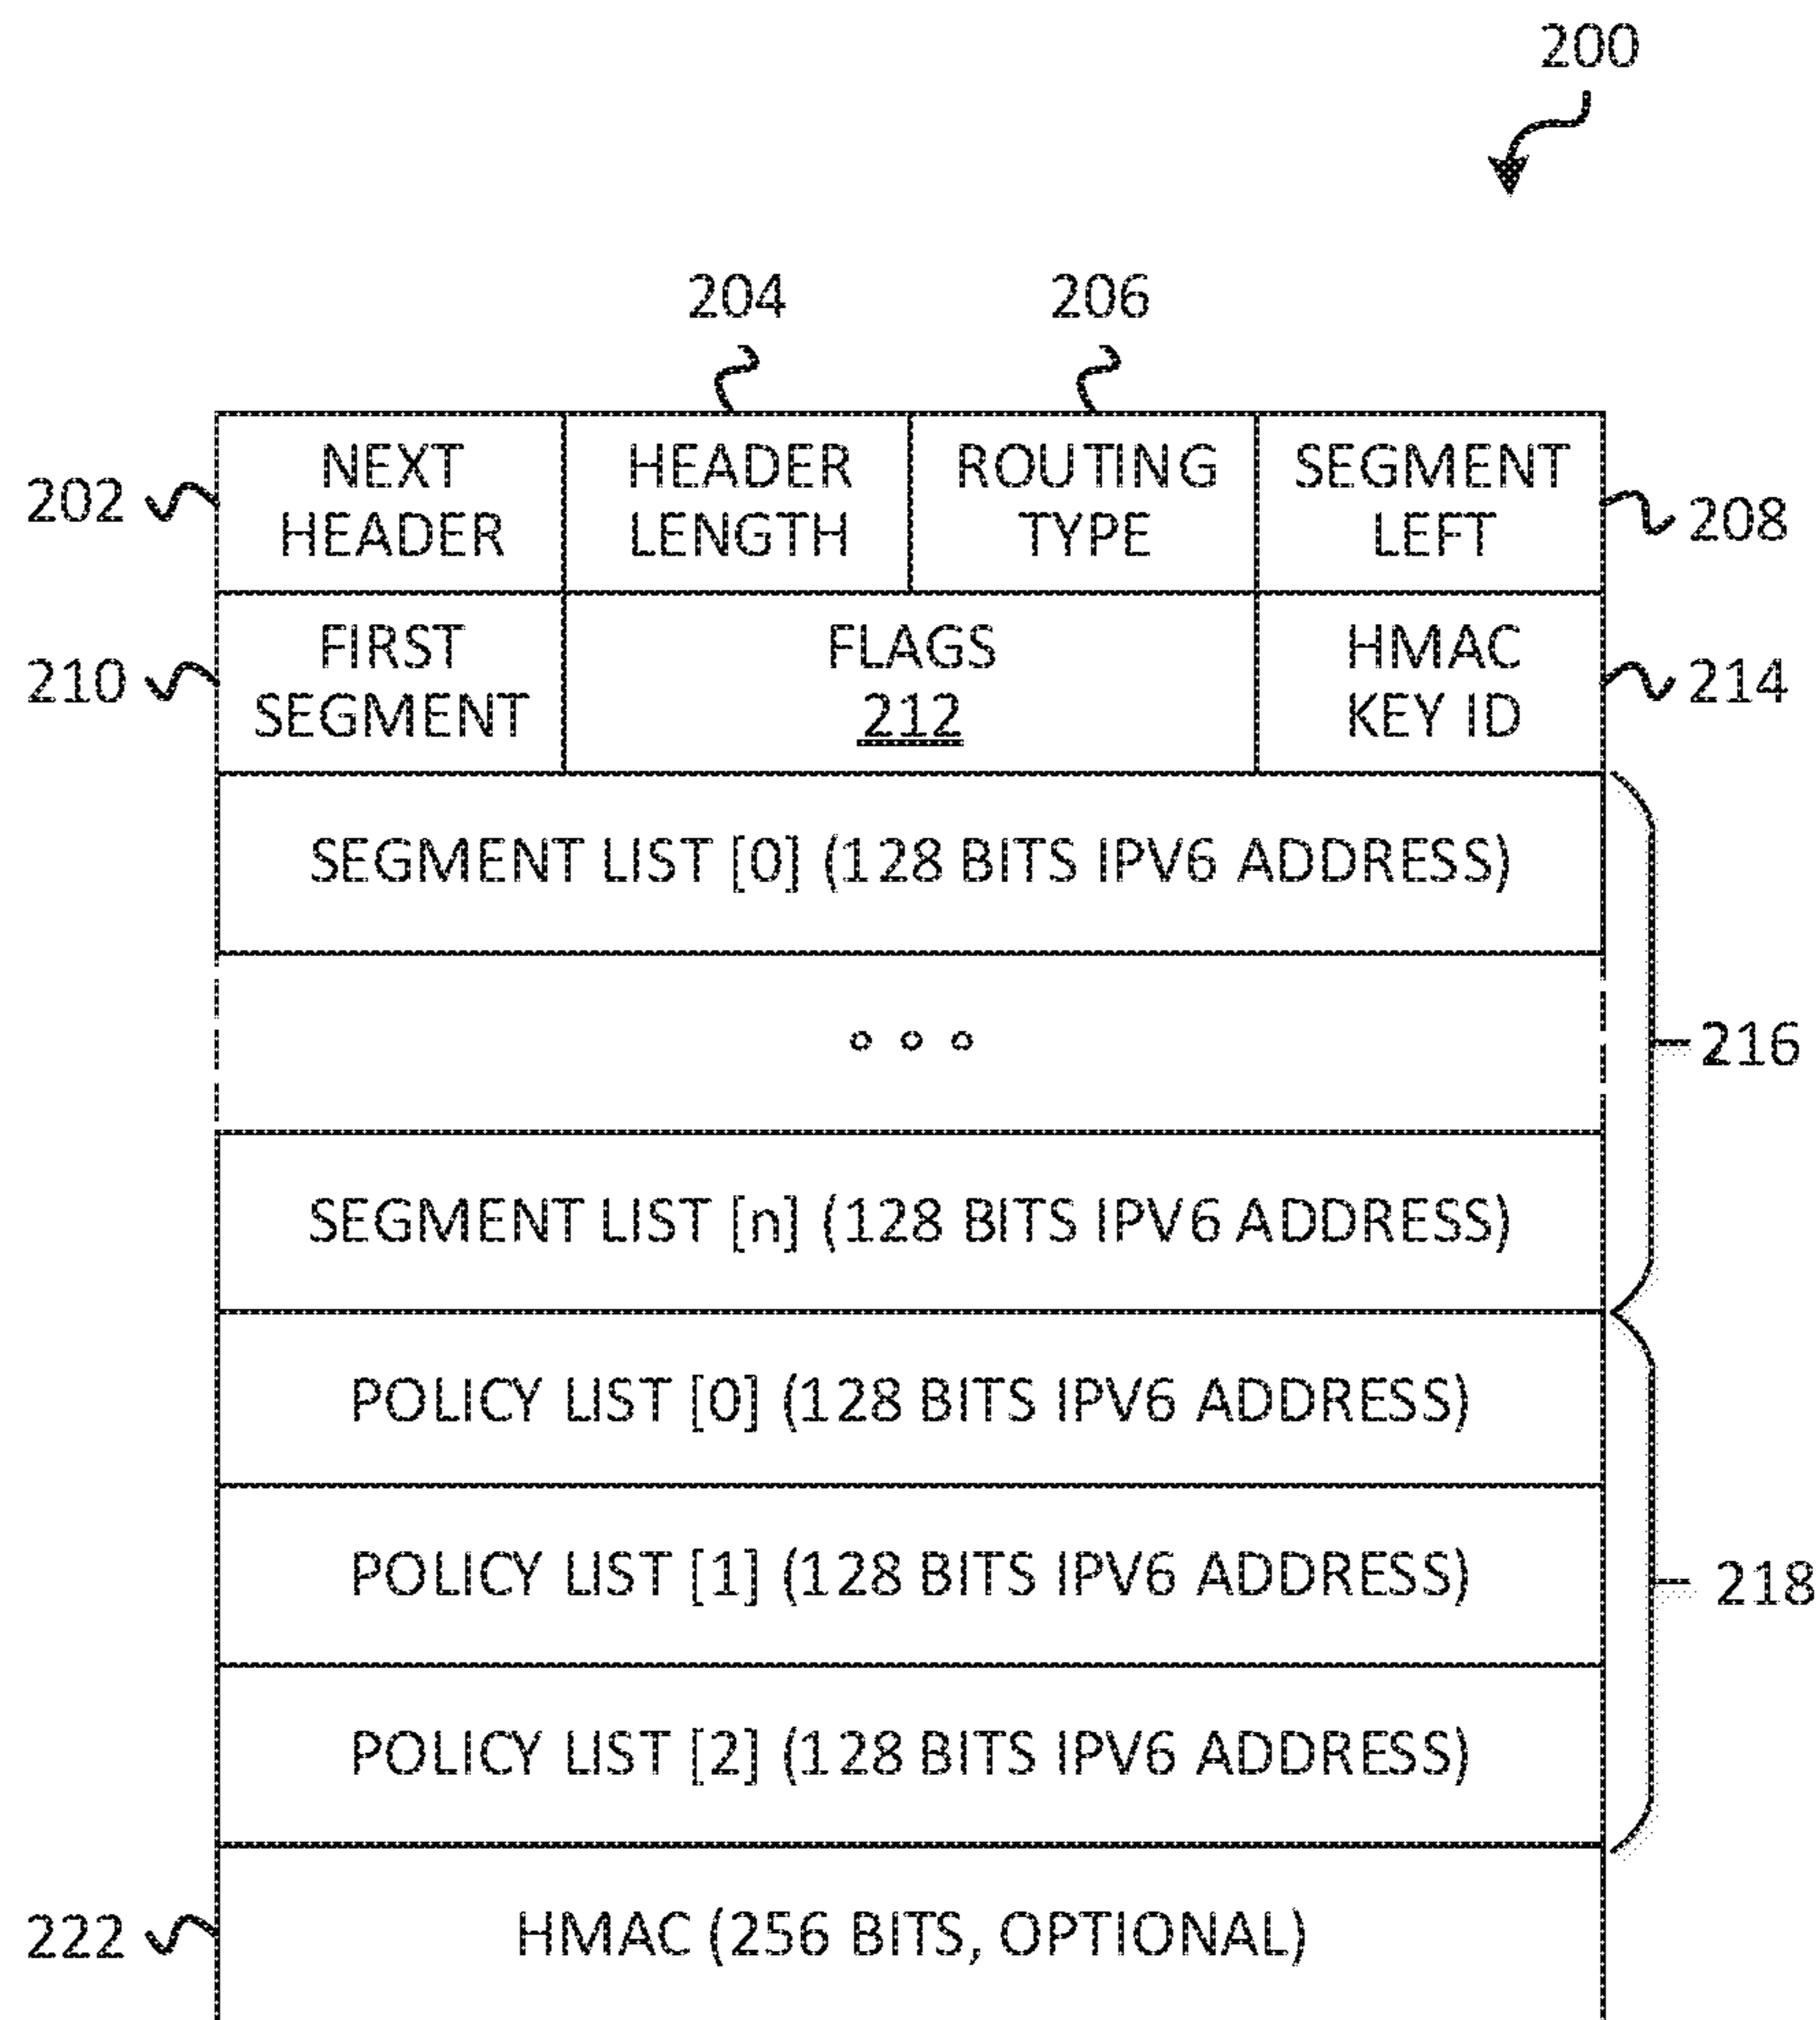 200
204
206
202
NEXT
HEADER
HEADER
LENGTH
ROUTING
TYPE
SEGMENT
LEFT
208
210
FIRST
SEGMENT
FLAGS
212
HMAC
KEY ID
214
SEGMENT LIST [0] (128 BITS IPV6 ADDRESS)
216
SEGMENT LIST [n] (128 BITS IPV6 ADDRESS)
POLICY LIST [0] (128 BITS IPV6 ADDRESS)
POLICY LIST [1] (128 BITS IPV6 ADDRESS)
218
POLICY LIST [2] (128 BITS IPV6 ADDRESS)
222
HMAC (256 BITS, OPTIONAL)